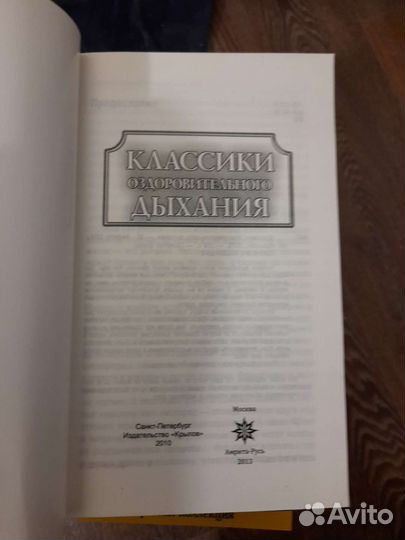 КЛАССИКИ
ОЗДОРОВИТЕЛЬНОГО
ДЫХАНИЯ
Санкт-Петербург
Издательство «Крылов»
2010
Москва
Амрита-Русь
2013
Avito